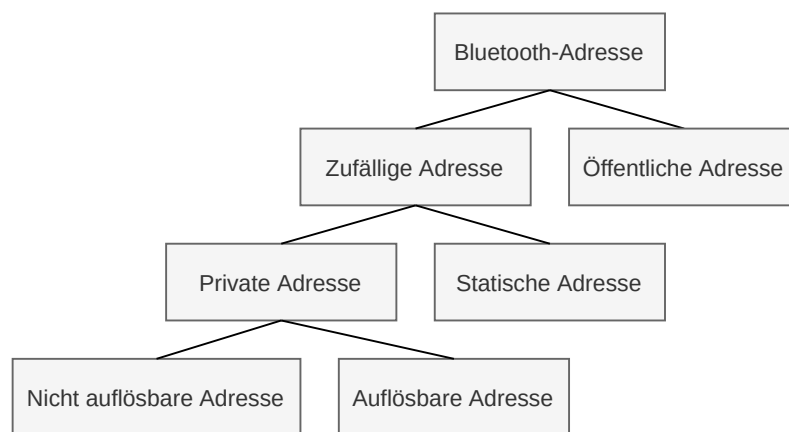 Bluetooth-Adresse
Zufällige Adresse
Öffentliche Adresse
Private Adresse
Statische Adresse
Nicht auflösbare Adresse
Auflösbare Adresse